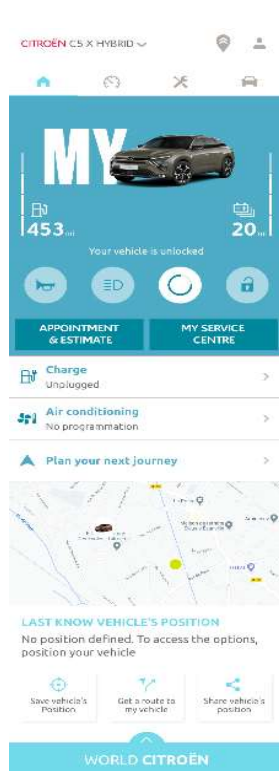 CITROËN C5 X HYBRID
MY
453
20
Your vehicle is unlocked
APPOINTMENT
& ESTIMATE
MY SERVICE
CENTRE
Charge
Unplugged
Air conditioning
No programmation
Plan your next journey
LAST KNOW VEHICLE'S POSITION
No position defined. To access the options,
position your vehicle
Save vehicle's
Position
Get a route to
my vehicle
Share vehicle's
position
WORLD CITROËN